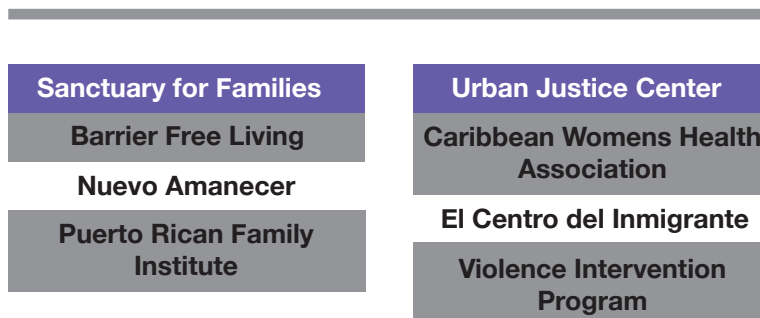 Sanctuary for Families
Barrier Free Living
Nuevo Amanecer
Puerto Rican Family
Institute
Urban Justice Center
Caribbean Womens Health
Association
El Centro del Inmigrante
Violence Intervention
Program